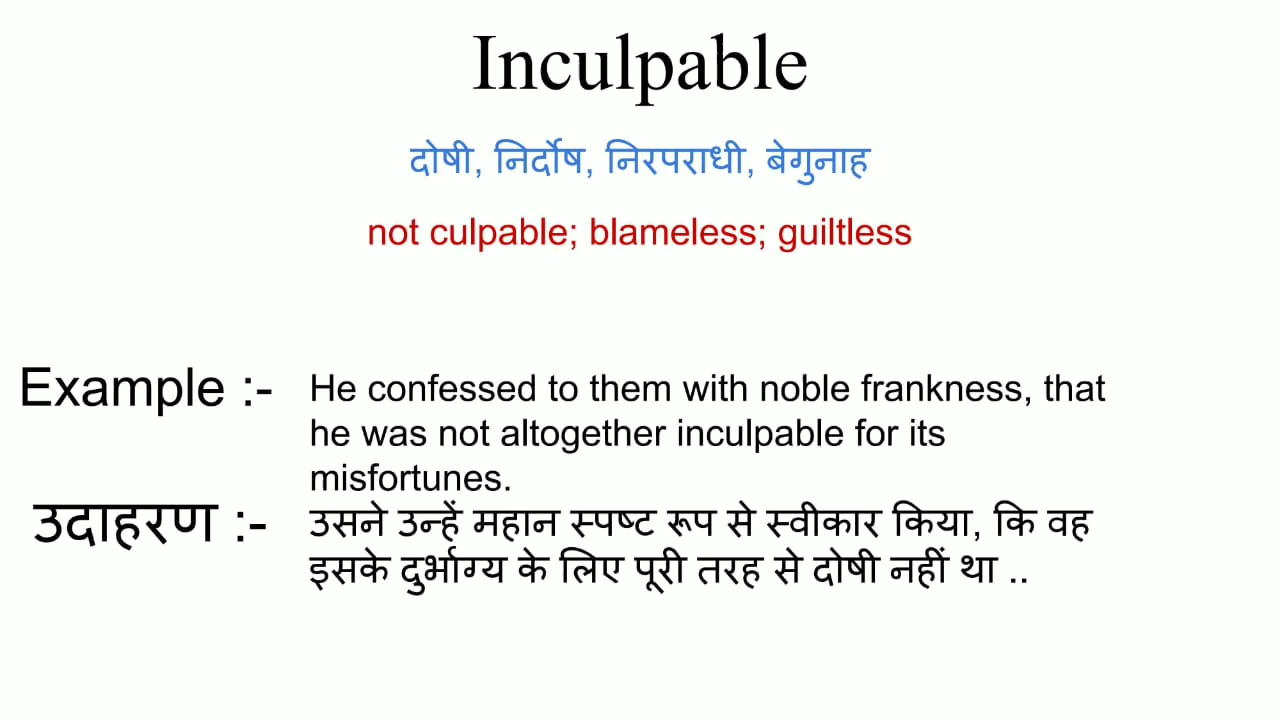 Inculpable
दोषी, निर्दोष, निरपराधी, बेगुनाह
not culpable; blameless; guiltless
Example :- He confessed to them with noble frankness, that
he was not altogether inculpable for its
misfortunes.
उदाहरण :- उसने उन्हें महान स्पष्ट रूप से स्वीकार किया, कि वह
इसके दुर्भाग्य के लिए पूरी तरह से दोषी नहीं था ..